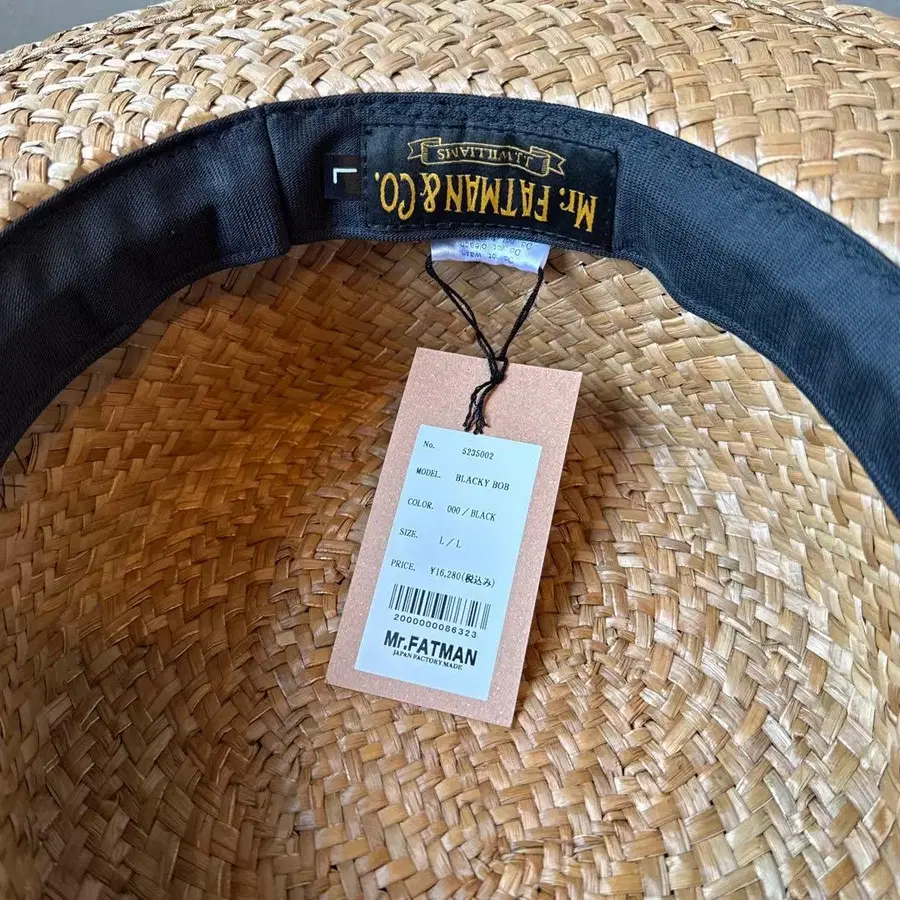 Mr. FATMAN & CO.
J.J.WILLIAMS
L
No. 5235002
MODEL. BLACKY BOB
COLOR. 000／BLACK
SIZE. L／L
PRICE. ¥16,280(税込み)
2000000086323
Mr.FATMAN
JAPAN FACTORY MADE